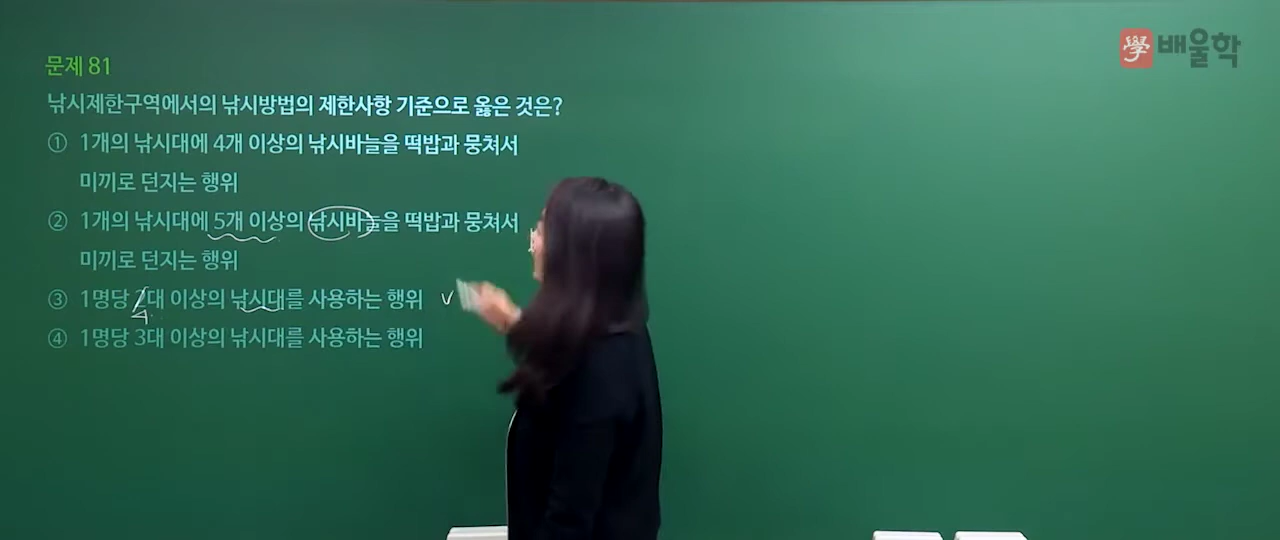 學 배울학
문제 81
낚시제한구역에서의 낚시방법의 제한사항 기준으로 옳은 것은?
① 1개의 낚시대에 4개 이상의 낚시바늘을 떡밥과 뭉쳐서
미끼로 던지는 행위
② 1개의 낚시대에 5개 이상의 낚시바늘을 떡밥과 뭉쳐서
미끼로 던지는 행위
③ 1명당 2대 이상의 낚시대를 사용하는 행위 v
4
④ 1명당 3대 이상의 낚시대를 사용하는 행위